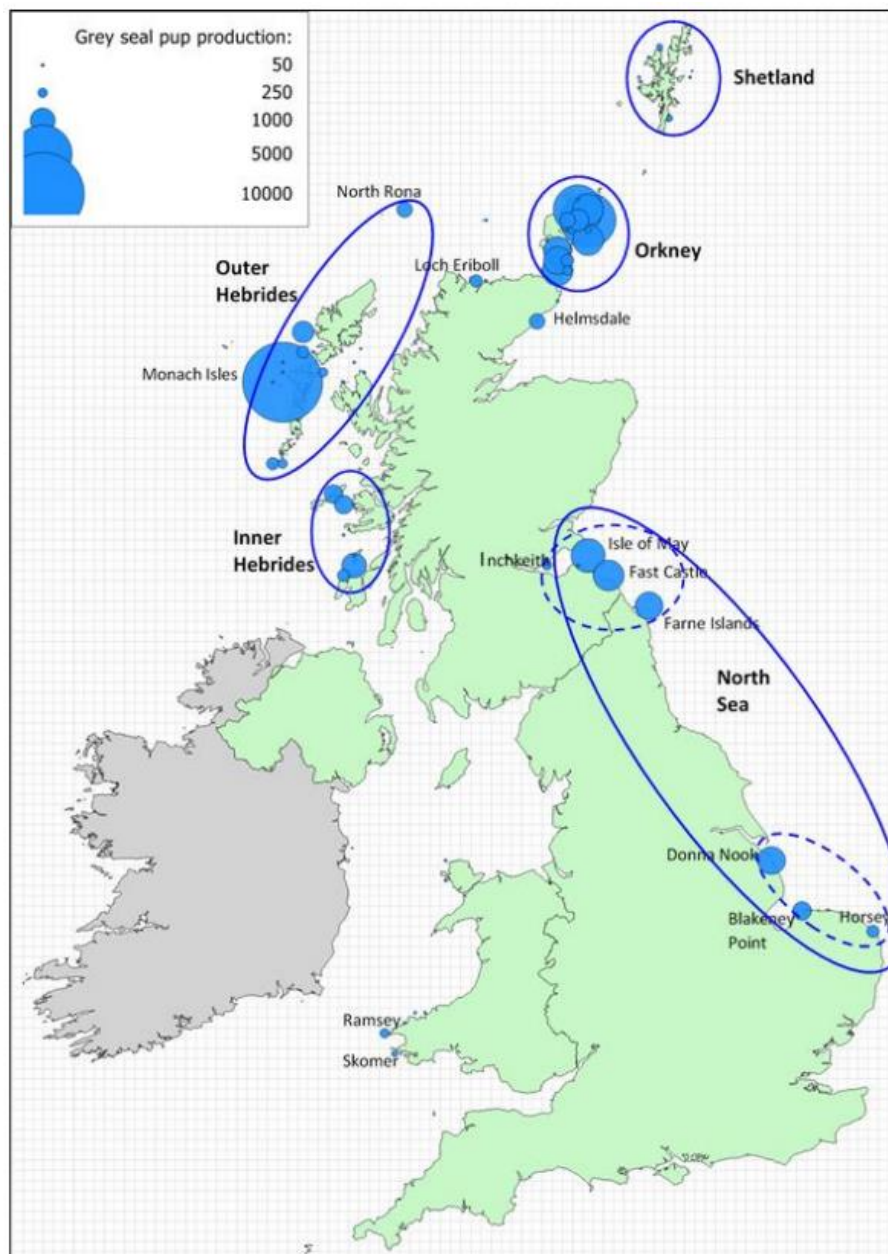 Grey seal pup production:
50
250
1000
5000
10000
Shetland
North Rona
Orkney
Outer
Hebrides
Loch Eriboll
Helmsdale
Monach Isles
Inner
Hebrides
Inchkeith
Isle of May
Fast Castle
Farne Islands
North
Sea
Donna Nook
Blakeney
Point
Horsey
Ramsey
Skomer